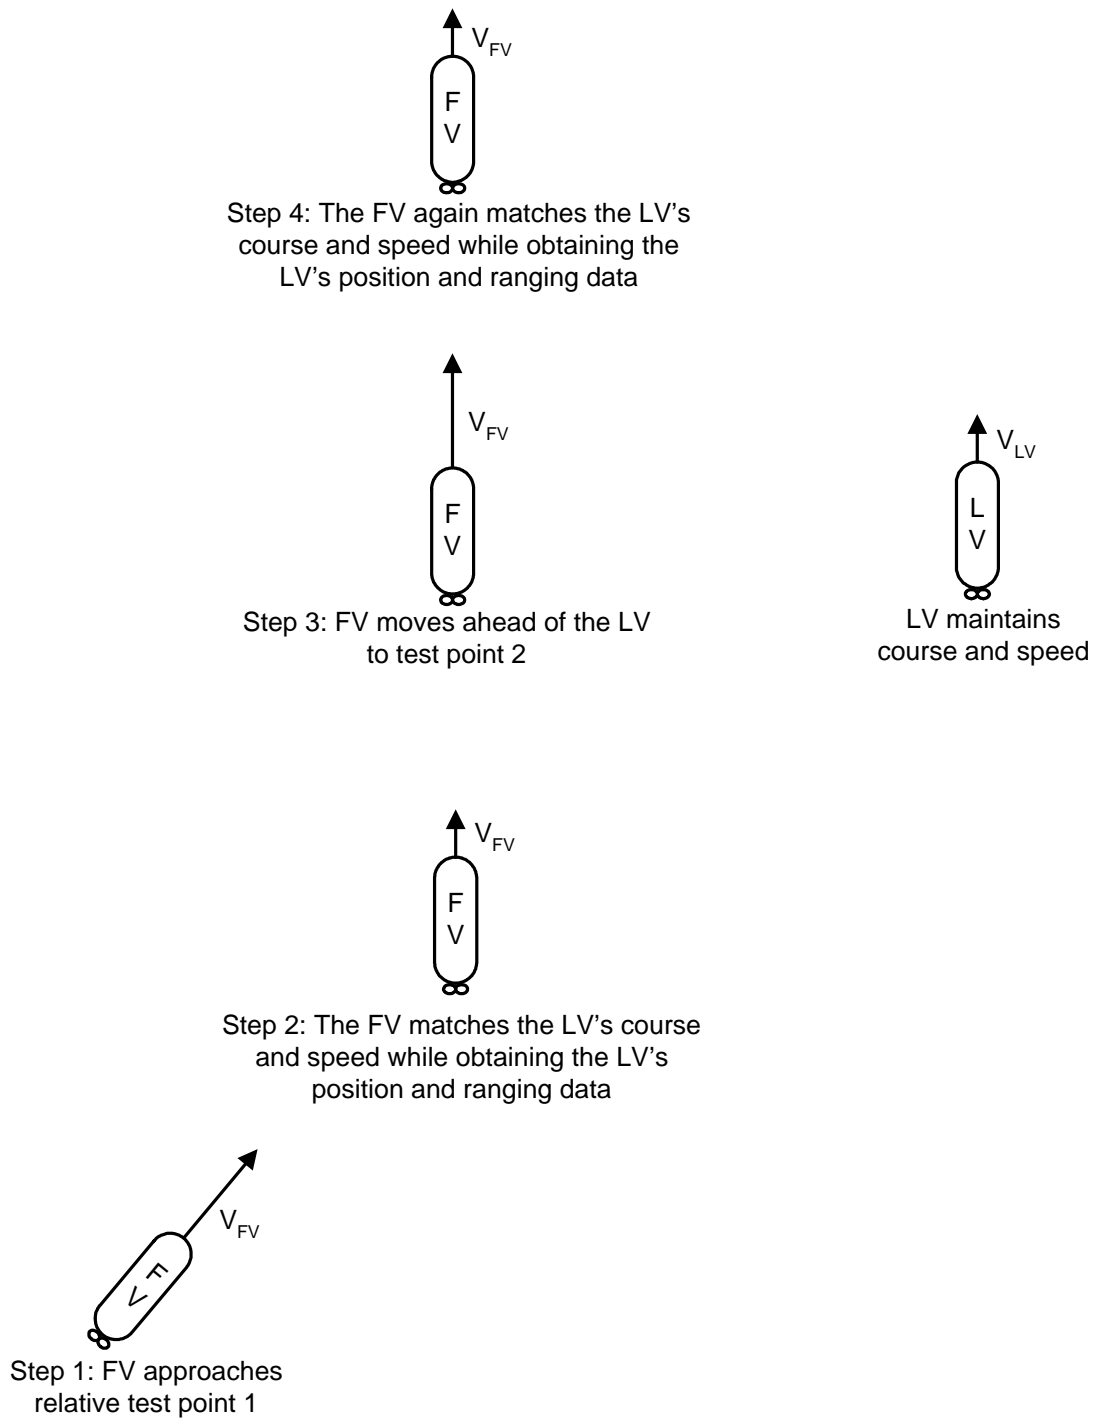 V_FV
F
V
Step 4: The FV again matches the LV's
course and speed while obtaining the
LV's position and ranging data
V_FV
F
V
Step 3: FV moves ahead of the LV
to test point 2
V_LV
L
V
LV maintains
course and speed
V_FV
F
V
Step 2: The FV matches the LV's course
and speed while obtaining the LV's
position and ranging data
V_FV
F
V
Step 1: FV approaches
relative test point 1